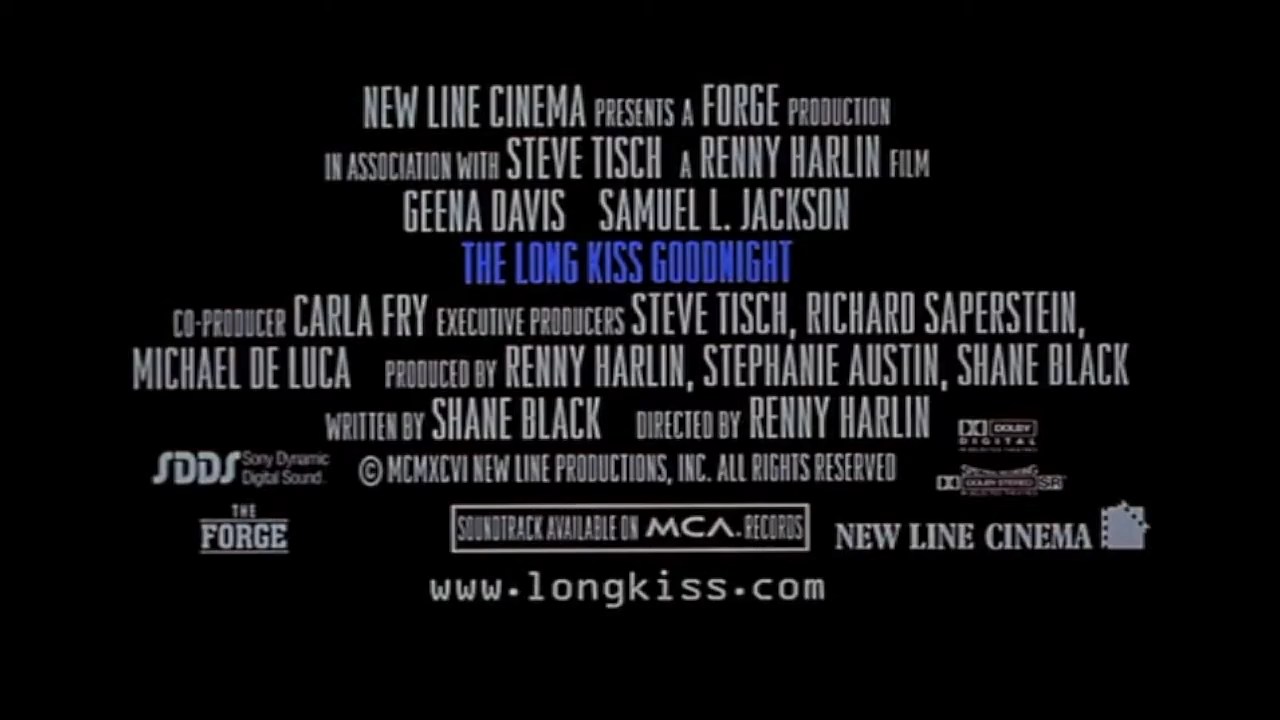 NEW LINE CINEMA PRESENTS A FORGE PRODUCTION
IN ASSOCIATION WITH STEVE TISCH A RENNY HARLIN FILM
GEENA DAVIS SAMUEL L. JACKSON
THE LONG KISS GOODNIGHT
CO-PRODUCER CARLA FRY EXECUTIVE PRODUCERS STEVE TISCH, RICHARD SAPERSTEIN,
MICHAEL DE LUCA PRODUCED BY RENNY HARLIN, STEPHANIE AUSTIN, SHANE BLACK
WRITTEN BY SHANE BLACK DIRECTED BY RENNY HARLIN
DOLBY
DIGITAL
SDDS Sony Dynamic
Digital Sound.
© MCMXCVI NEW LINE PRODUCTIONS, INC. ALL RIGHTS RESERVED
DOLBY STEREO SR
THE
FORGE
SOUNDTRACK AVAILABLE ON MCA. RECORDS
NEW LINE CINEMA
www.longkiss.com